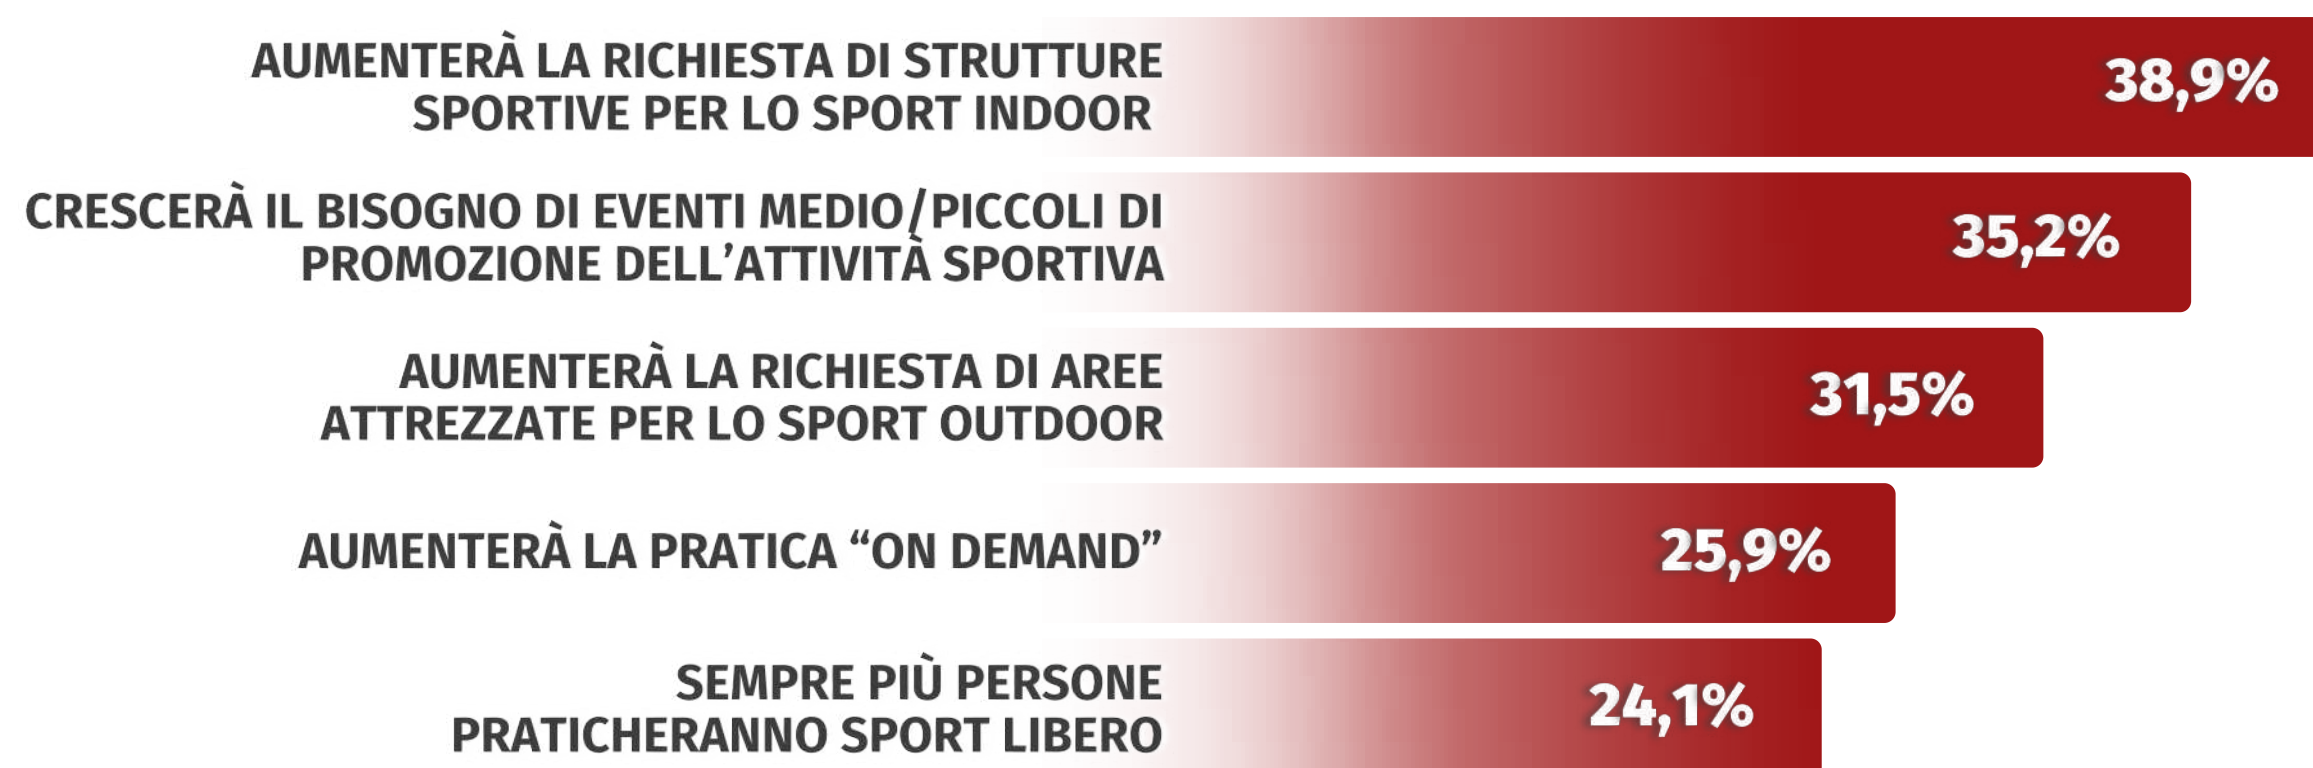 AUMENTERÀ LA RICHIESTA DI STRUTTURE
SPORTIVE PER LO SPORT INDOOR
38,9%
CRESCERÀ IL BISOGNO DI EVENTI MEDIO/PICCOLI DI
PROMOZIONE DELL’ATTIVITÀ SPORTIVA
35,2%
AUMENTERÀ LA RICHIESTA DI AREE
ATTREZZATE PER LO SPORT OUTDOOR
31,5%
AUMENTERÀ LA PRATICA “ON DEMAND”
25,9%
SEMPRE PIÙ PERSONE
PRATICHERANNO SPORT LIBERO
24,1%